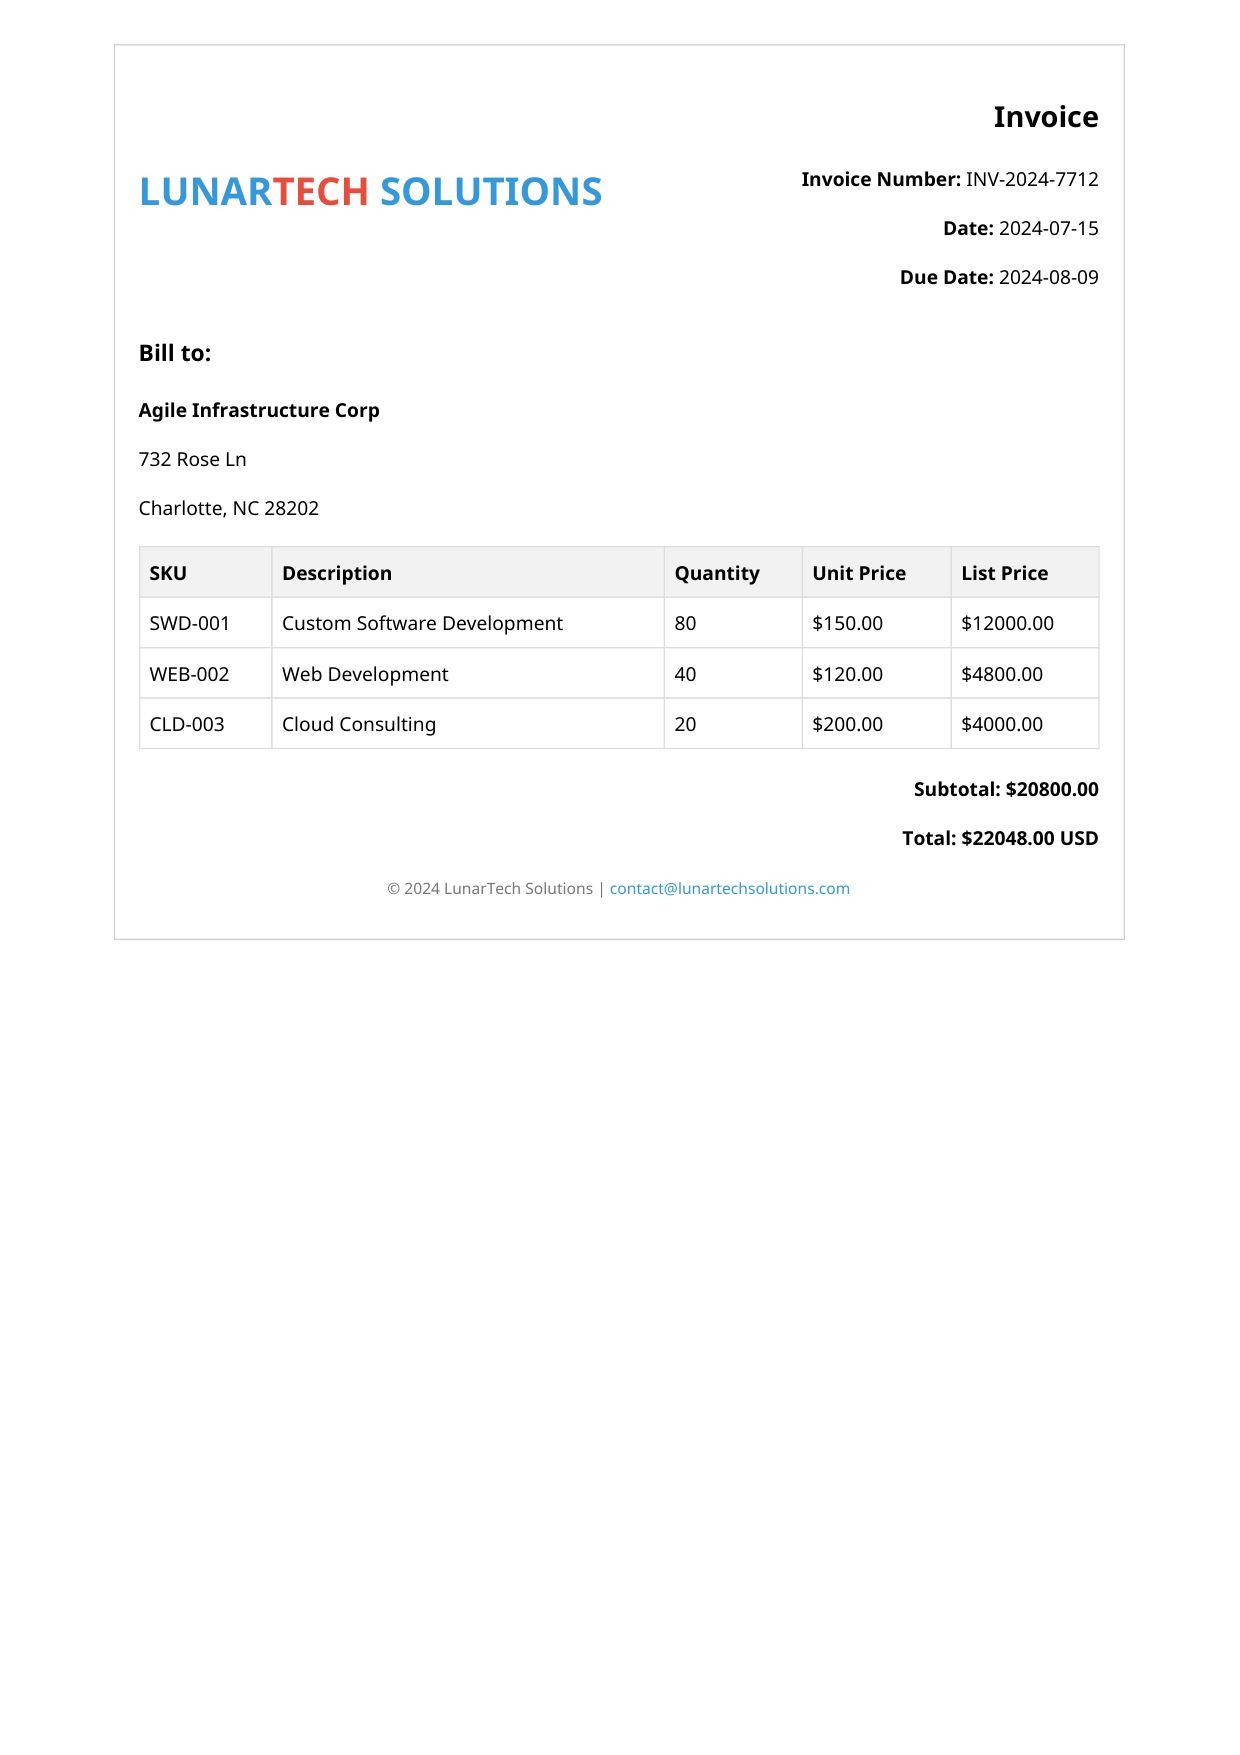 Invoice
LUNARTECH SOLUTIONS
Invoice Number: INV-2024-7712
Date: 2024-07-15
Due Date: 2024-08-09
Bill to:
Agile Infrastructure Corp
732 Rose Ln
Charlotte, NC 28202
SKU Description Quantity Unit Price List Price
SWD-001 Custom Software Development 80 $150.00 $12000.00
WEB-002 Web Development 40 $120.00 $4800.00
CLD-003 Cloud Consulting 20 $200.00 $4000.00
Subtotal: $20800.00
Total: $22048.00 USD
© 2024 LunarTech Solutions | contact@lunartechsolutions.com